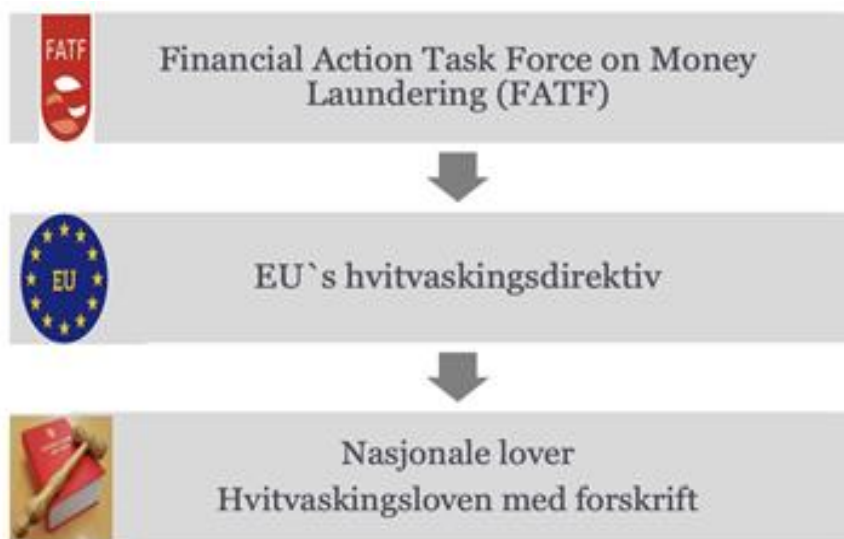 FATF
Financial Action Task Force on Money
Laundering (FATF)
EU
EU`s hvitvaskingsdirektiv
Nasjonale lover
Hvitvaskingsloven med forskrift